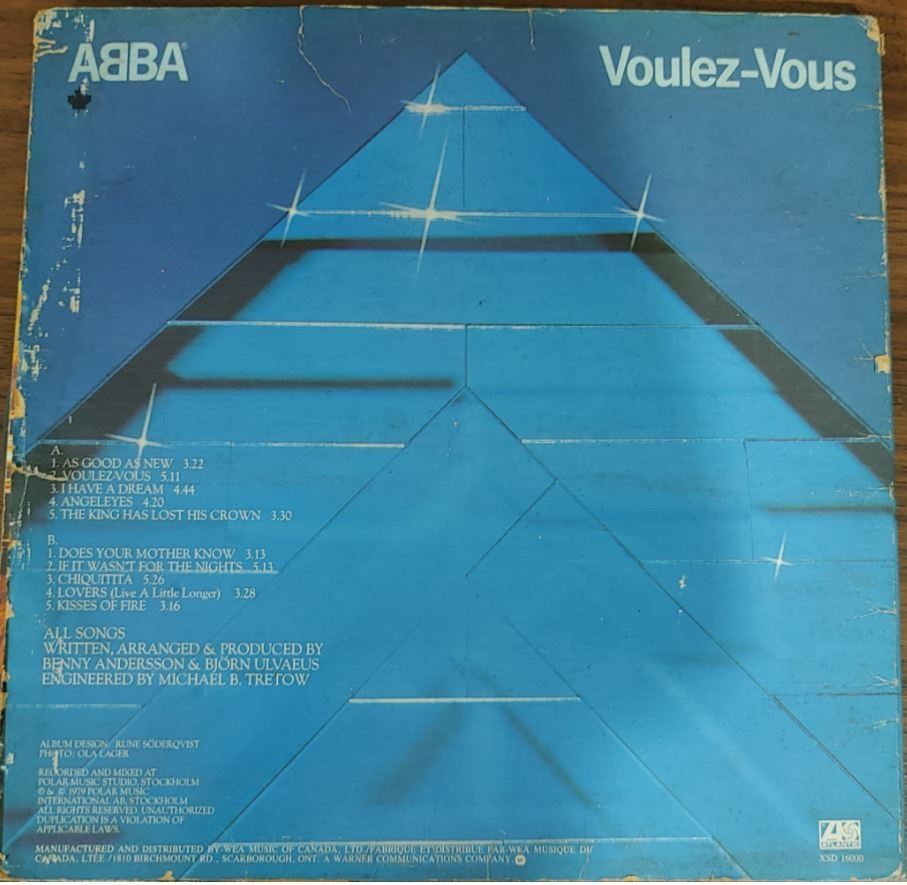 ABBA®
Voulez-Vous
A.
1. AS GOOD AS NEW 3.22
2. VOULEZ-VOUS 5.11
3. I HAVE A DREAM 4.44
4. ANGELEYES 4.20
5. THE KING HAS LOST HIS CROWN 3.30
B.
1. DOES YOUR MOTHER KNOW 3.13
2. IF IT WASN'T FOR THE NIGHTS 5.13
3. CHIQUITITA 5.26
4. LOVERS (Live A Little Longer) 3.28
5. KISSES OF FIRE 3.16
ALL SONGS
WRITTEN, ARRANGED & PRODUCED BY
BENNY ANDERSSON & BJÖRN ULVAEUS
ENGINEERED BY MICHAEL B. TRETOW
ALBUM DESIGN: RUNE SÖDERQVIST
PHOTO: OLA LAGER
RECORDED AND MIXED AT
POLAR MUSIC STUDIO, STOCKHOLM
℗ & © 1979 POLAR MUSIC
INTERNATIONAL AB, STOCKHOLM
ALL RIGHTS RESERVED. UNAUTHORIZED
DUPLICATION IS A VIOLATION OF
APPLICABLE LAWS.
MANUFACTURED AND DISTRIBUTED BY-WEA MUSIC OF CANADA, LTD./FABRIQUE ET DISTRIBUE PAR-WEA MUSIQUE DU
CANADA, LTÉE /1810 BIRCHMOUNT RD., SCARBOROUGH, ONT. A WARNER COMMUNICATIONS COMPANY
ATLANTIC
XSD 16000